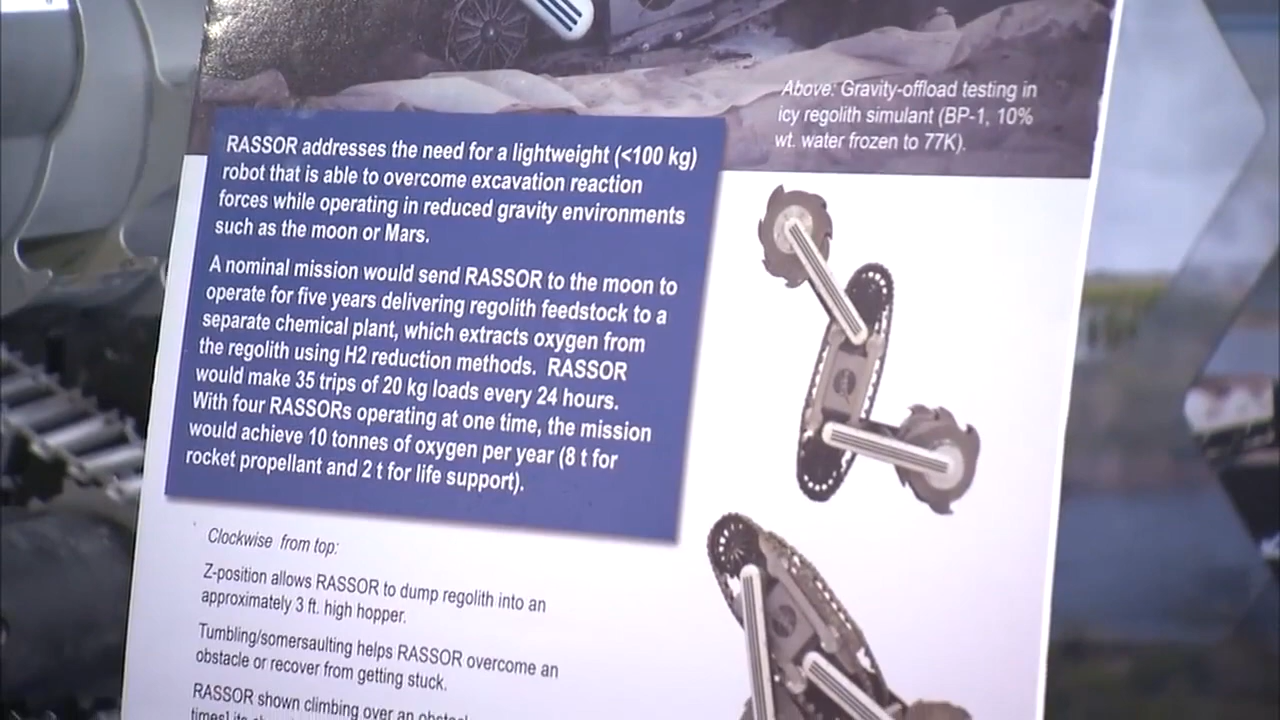 Above: Gravity-offload testing in
icy regolith simulant (BP-1, 10%
wt. water frozen to 77K).
RASSOR addresses the need for a lightweight (<100 kg)
robot that is able to overcome excavation reaction
forces while operating in reduced gravity environments
such as the moon or Mars.
A nominal mission would send RASSOR to the moon to
operate for five years delivering regolith feedstock to a
separate chemical plant, which extracts oxygen from
the regolith using H2 reduction methods. RASSOR
would make 35 trips of 20 kg loads every 24 hours.
With four RASSORs operating at one time, the mission
would achieve 10 tonnes of oxygen per year (8 t for
rocket propellant and 2 t for life support).
Clockwise from top:
Z-position allows RASSOR to dump regolith into an
approximately 3 ft. high hopper.
Tumbling/somersaulting helps RASSOR overcome an
obstacle or recover from getting stuck.
RASSOR shown climbing over an